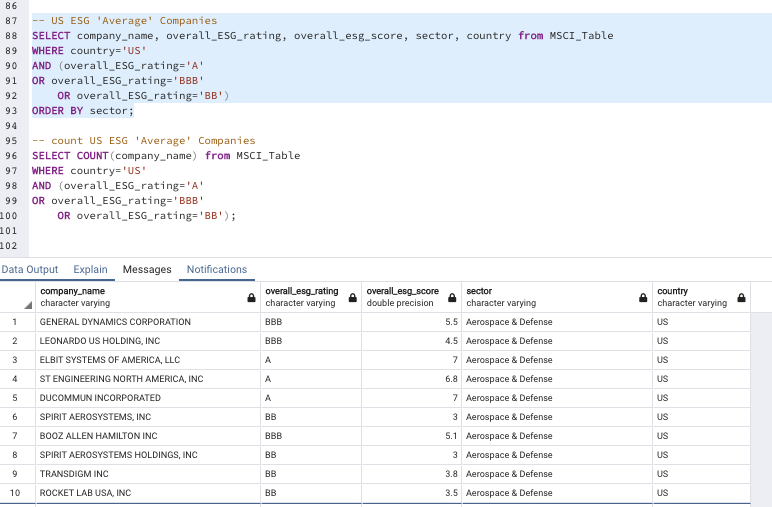 86
87 -- US ESG 'Average' Companies
88 SELECT company_name, overall_ESG_rating, overall_esg_score, sector, country from MSCI_Table
89 WHERE country='US'
90 AND (overall_ESG_rating='A'
91 OR overall_ESG_rating='BBB'
92 OR overall_ESG_rating='BB')
93 ORDER BY sector;
94
95 -- count US ESG 'Average' Companies
96 SELECT COUNT(company_name) from MSCI_Table
97 WHERE country='US'
98 AND (overall_ESG_rating='A'
99 OR overall_ESG_rating='BBB'
100 OR overall_ESG_rating='BB');
101
102
Data Output Explain Messages Notifications
company_name overall_esg_rating overall_esg_score sector country
character varying character varying double precision character varying character varying
1 GENERAL DYNAMICS CORPORATION BBB 5.5 Aerospace & Defense US
2 LEONARDO US HOLDING, INC BBB 4.5 Aerospace & Defense US
3 ELBIT SYSTEMS OF AMERICA, LLC A 7 Aerospace & Defense US
4 ST ENGINEERING NORTH AMERICA, INC A 6.8 Aerospace & Defense US
5 DUCOMMUN INCORPORATED A 7 Aerospace & Defense US
6 SPIRIT AEROSYSTEMS, INC BB 3 Aerospace & Defense US
7 BOOZ ALLEN HAMILTON INC BBB 5.1 Aerospace & Defense US
8 SPIRIT AEROSYSTEMS HOLDINGS, INC BB 3 Aerospace & Defense US
9 TRANSDIGM INC BB 3.8 Aerospace & Defense US
10 ROCKET LAB USA, INC BB 3.5 Aerospace & Defense US